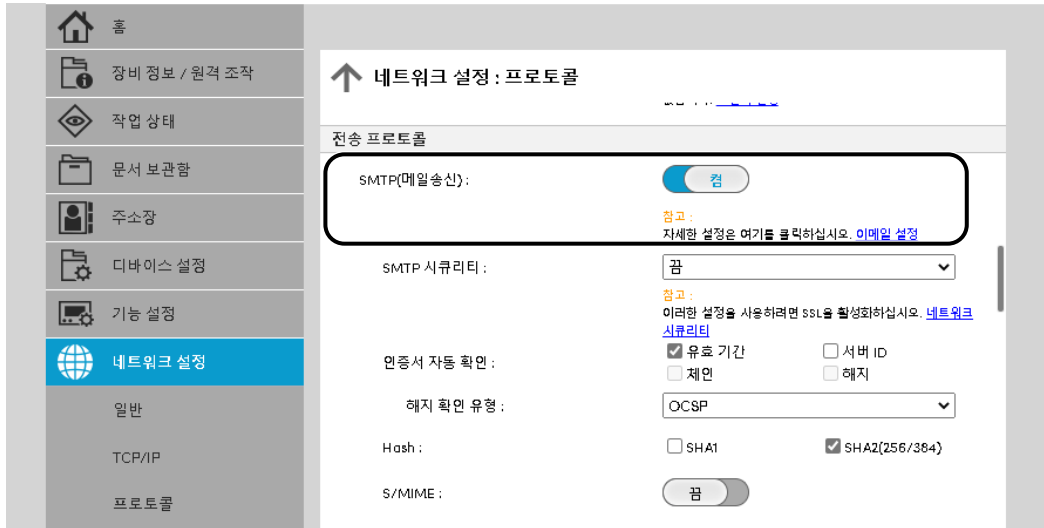 홈
장비 정보 / 원격 조작
작업 상태
문서 보관함
주소장
디바이스 설정
기능 설정
네트워크 설정
일반
TCP/IP
프로토콜
네트워크 설정 : 프로토콜
전송 프로토콜
SMTP(메일송신) :
켬
참고 :
자세한 설정은 여기를 클릭하십시오. 이메일 설정
SMTP 시큐리티 :
끔
참고 :
이러한 설정을 사용하려면 SSL을 활성화하십시오. 네트워크
시큐리티
인증서 자동 확인 :
유효 기간
서버 ID
체인
해지
해지 확인 유형 :
OCSP
Hash :
SHA1
SHA2(256/384)
S/MIME :
끔